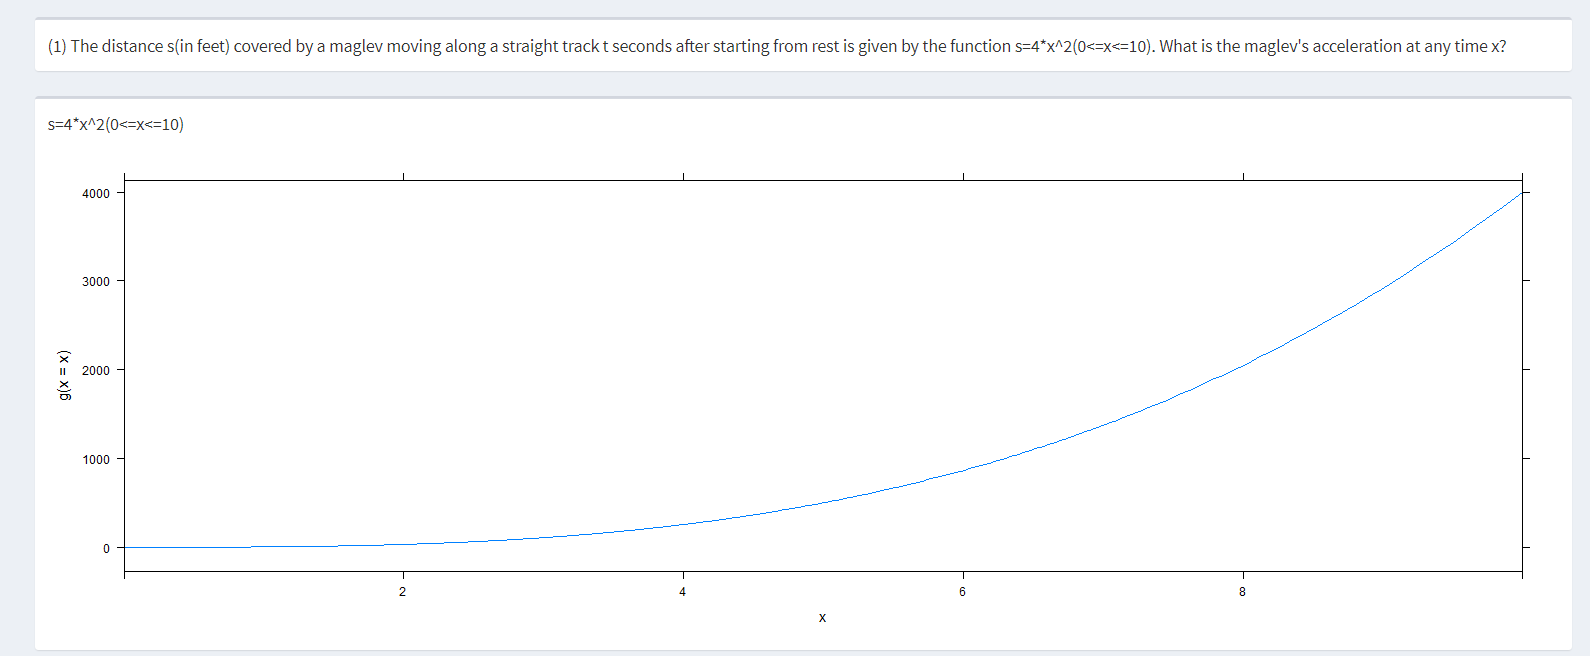 (1) The distance s(in feet) covered by a maglev moving along a straight track t seconds after starting from rest is given by the function s=4*x^2(0<=x<=10). What is the maglev's acceleration at any time x?
s=4*x^2(0<=x<=10)
4000
3000
2000
1000
0
g(x = x)
2
4
6
8
x